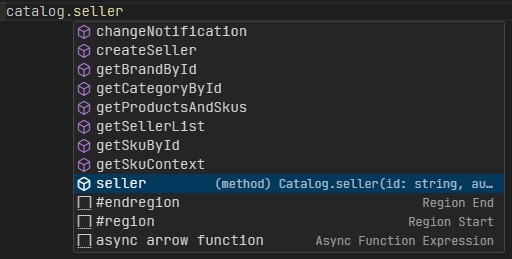 catalog.seller
changeNotification
createSeller
getBrandById
getCategoryById
getProductsAndSkus
getSellerList
getSkuById
getSkuContext
seller (method) Catalog.seller(id: string, au…
#endregion Region End
#region Region Start
async arrow function Async Function Expression